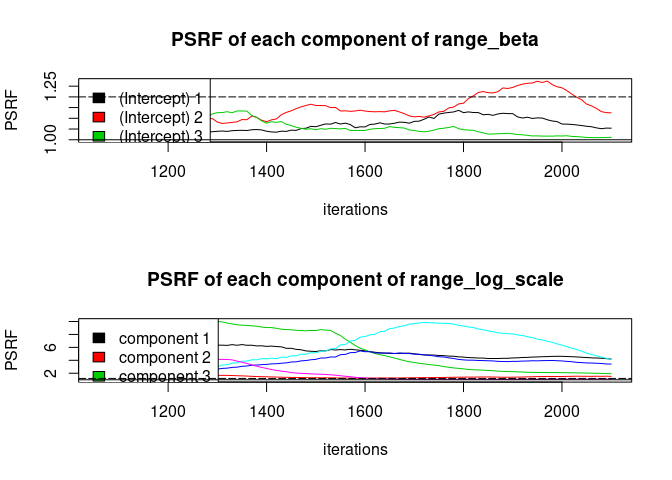 PSRF of each component of range_beta
PSRF
1.00 1.25
(Intercept) 1
(Intercept) 2
(Intercept) 3
1200 1400 1600 1800 2000
iterations
PSRF of each component of range_log_scale
PSRF
2 6
component 1
component 2
component 3
1200 1400 1600 1800 2000
iterations